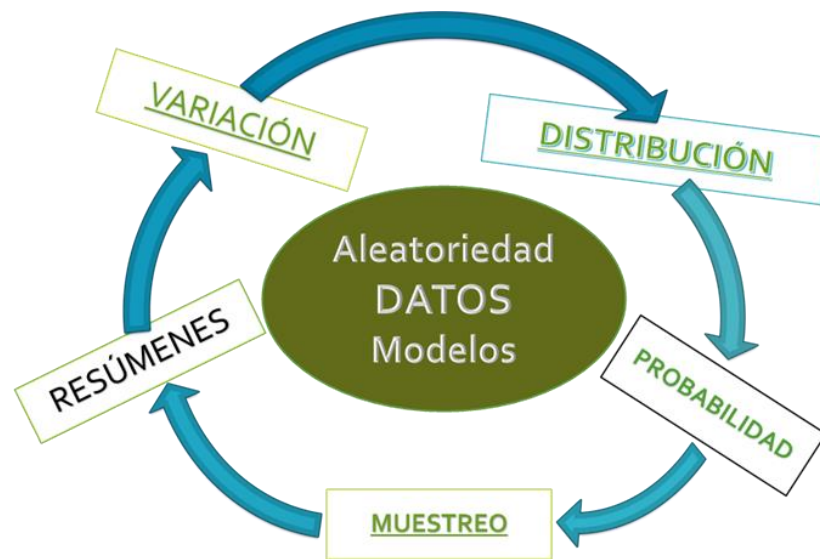 VARIACIÓN
DISTRIBUCIÓN
Aleatoriedad
DATOS
Modelos
RESÚMENES
PROBABILIDAD
MUESTREO